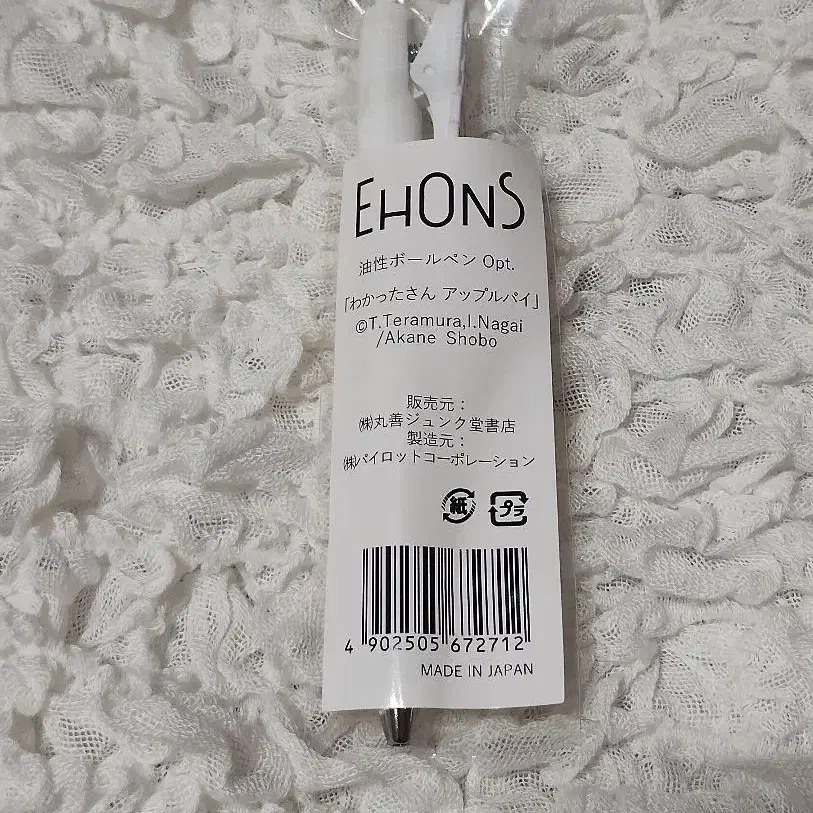 EHONS
油性ボールペン Opt.
「わかったさん アップルパイ」
©T.Teramura,I.Nagai
/Akane Shobo
販売元：
㈱丸善ジュンク堂書店
製造元：
㈱パイロットコーポレーション
紙 プラ
4 902505 672712
MADE IN JAPAN